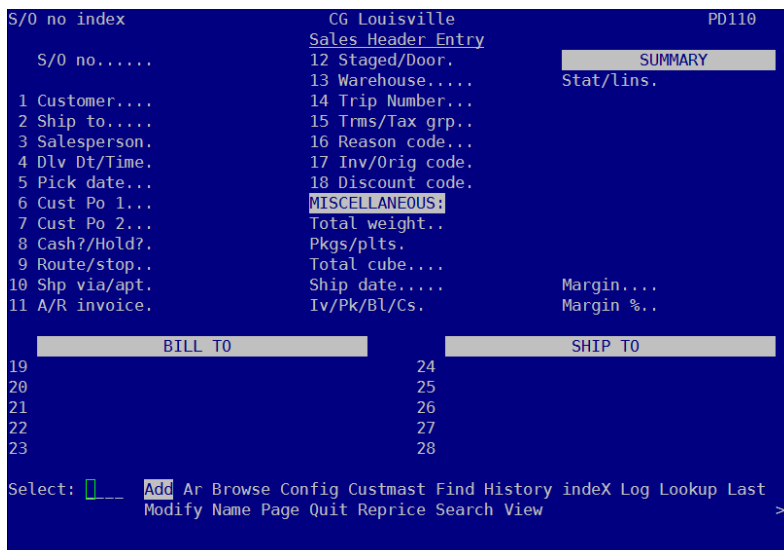 S/O no index CG Louisville PD110
Sales Header Entry
S/O no...... 12 Staged/Door. SUMMARY
13 Warehouse..... Stat/lins.
1 Customer.... 14 Trip Number...
2 Ship to..... 15 Trms/Tax grp..
3 Salesperson. 16 Reason code...
4 Dlv Dt/Time. 17 Inv/Orig code.
5 Pick date... 18 Discount code.
6 Cust Po 1... MISCELLANEOUS:
7 Cust Po 2... Total weight..
8 Cash?/Hold?. Pkgs/plts.
9 Route/stop.. Total cube....
10 Shp via/apt. Ship date..... Margin....
11 A/R invoice. Iv/Pk/Bl/Cs. Margin %..
BILL TO SHIP TO
19 24
20 25
21 26
22 27
23 28
Select: ____ Add Ar Browse Config Custmast Find History indeX Log Lookup Last
Modify Name Page Quit Reprice Search View >